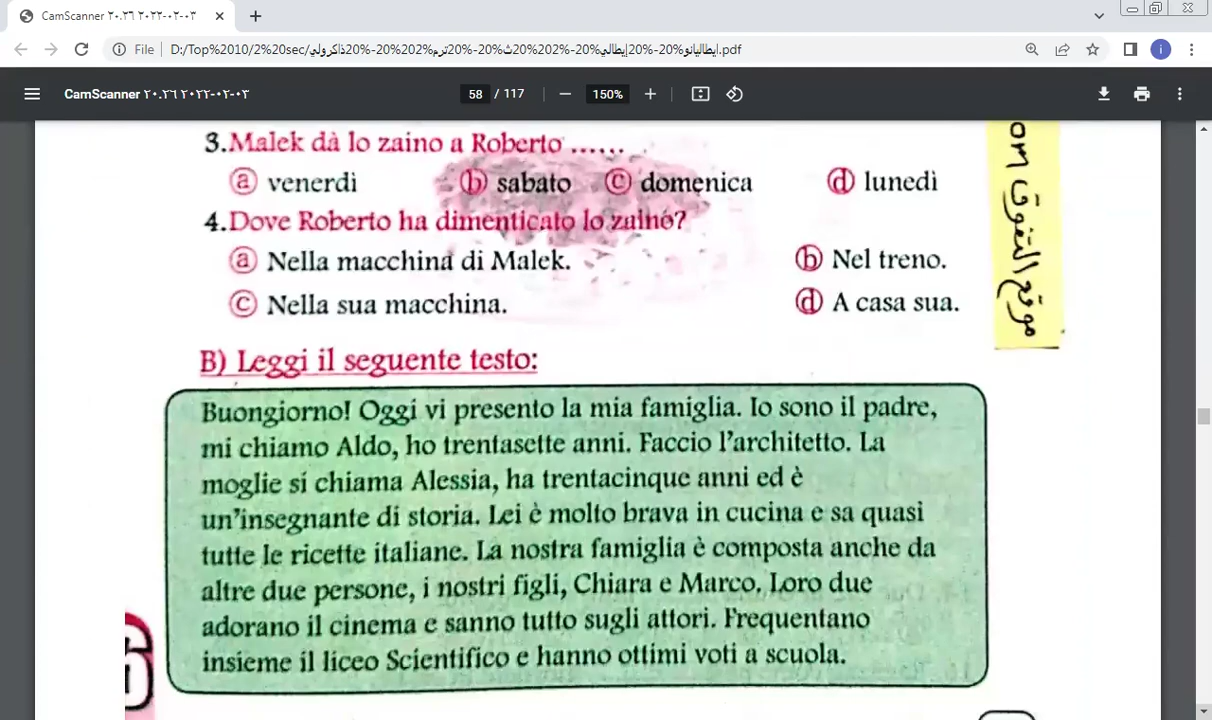 CamScanner ٢٠٢٢-٠٢-٠٣ ٢٠.٢٦
File D:/Top%2010/2%20sec/ايطاليانو%20-%20إيطالي%20-%202%20ث%20-%20ترم%202%20-%20ذاكرولي.pdf
CamScanner ٢٠٢٢-٠٢-٠٣ ٢٠.٢٦
58 / 117
150%
3.Malek dà lo zaino a Roberto ......
ⓐ venerdì ⓑ sabato ⓒ domenica ⓓ lunedì
4.Dove Roberto ha dimenticato lo zaino?
ⓐ Nella macchina di Malek. ⓑ Nel treno.
ⓒ Nella sua macchina. ⓓ A casa sua.
موقع التفوق
B) Leggi il seguente testo:
Buongiorno! Oggi vi presento la mia famiglia. Io sono il padre,
mi chiamo Aldo, ho trentasette anni. Faccio l'architetto. La
moglie si chiama Alessia, ha trentacinque anni ed è
un'insegnante di storia. Lei è molto brava in cucina e sa quasi
tutte le ricette italiane. La nostra famiglia è composta anche da
altre due persone, i nostri figli, Chiara e Marco. Loro due
adorano il cinema e sanno tutto sugli attori. Frequentano
insieme il liceo Scientifico e hanno ottimi voti a scuola.